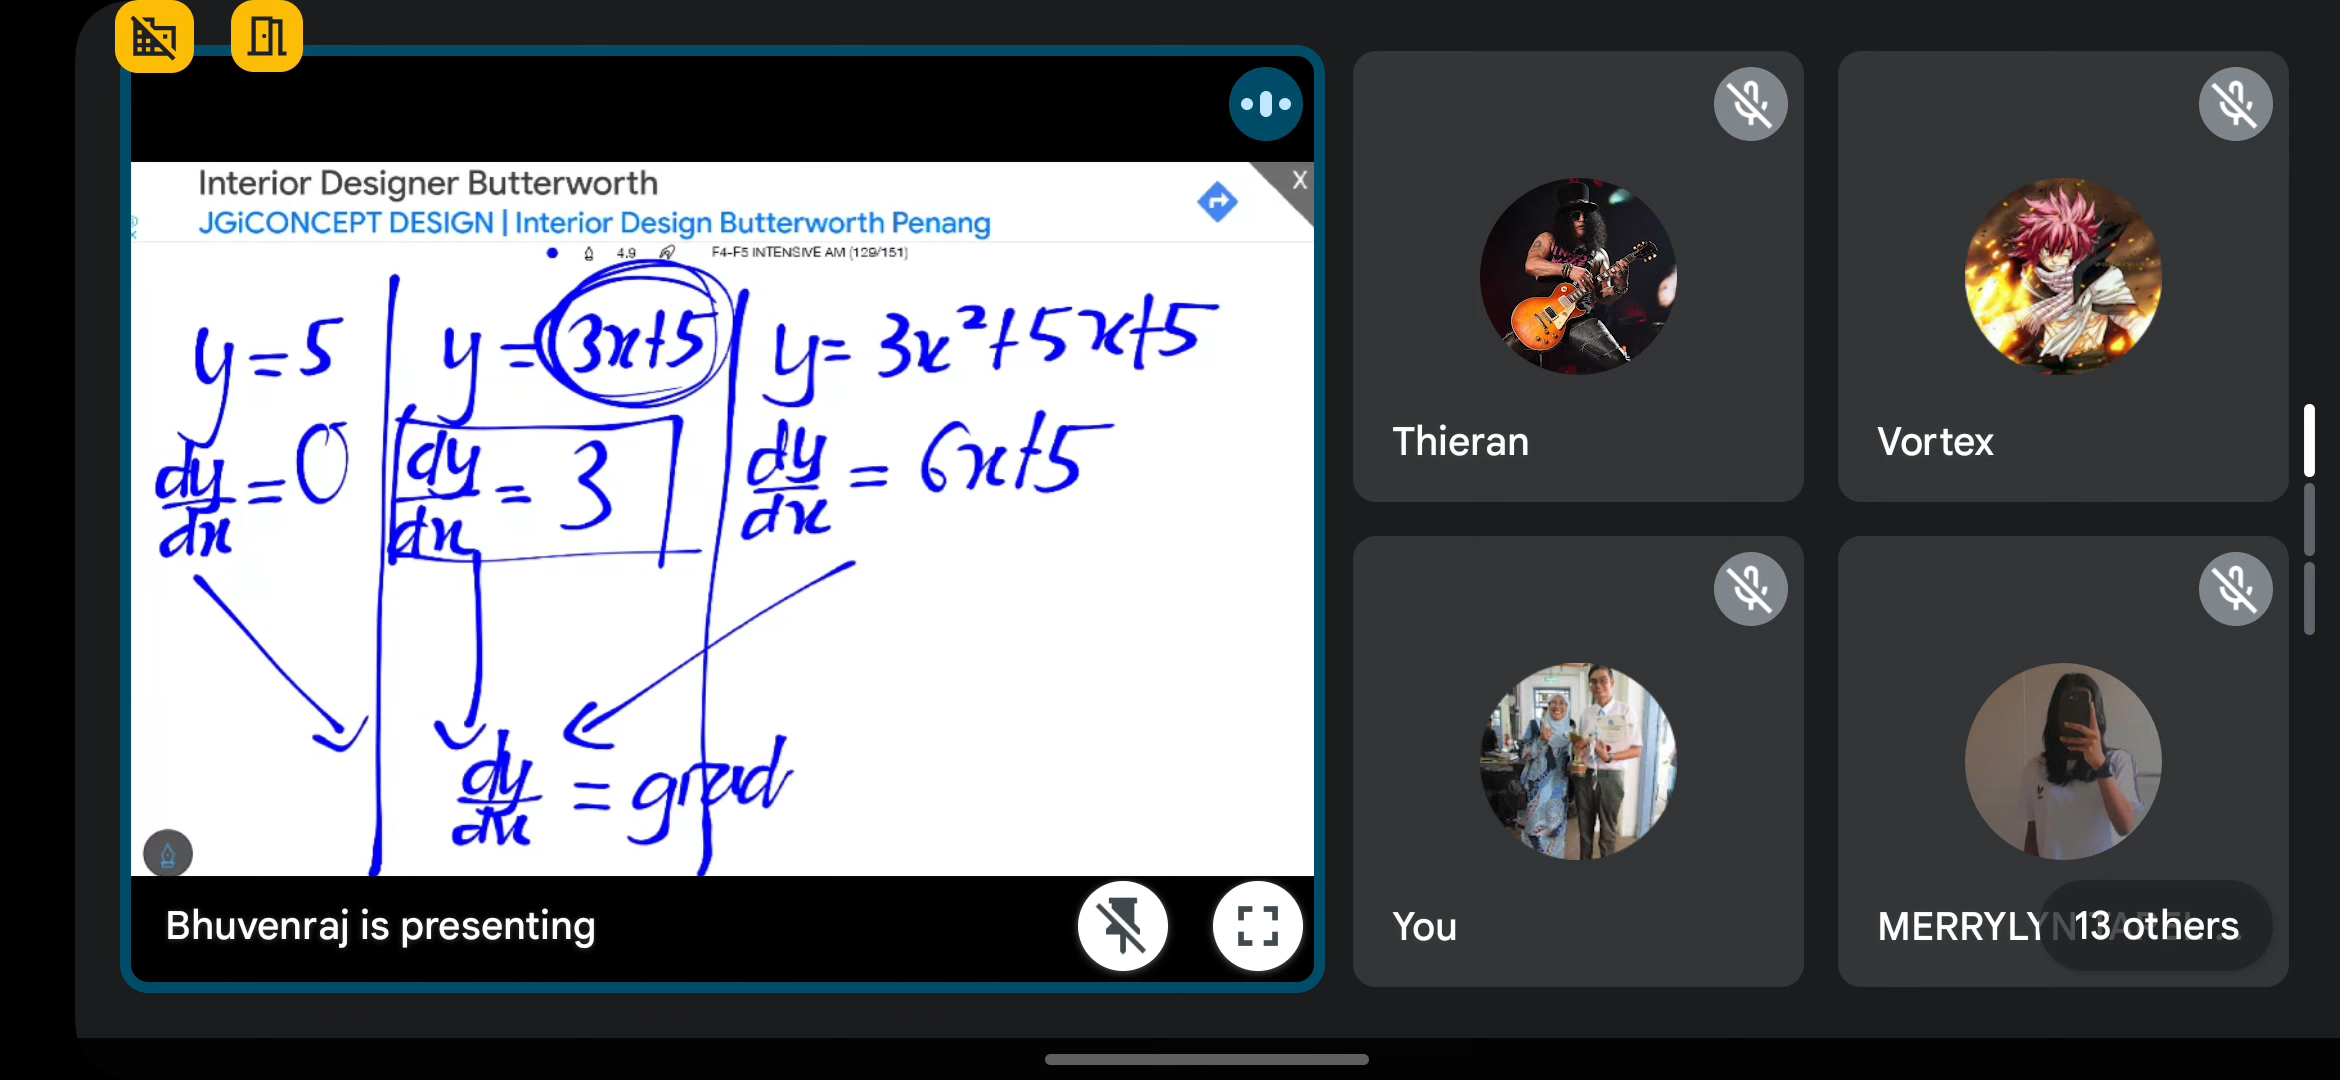 Interior Designer Butterworth
X
JGiCONCEPT DESIGN | Interior Design Butterworth Penang
4.9 F4-F5 INTENSIVE AM (129/151)
y = 5
dy/dx = 0
y = (3x+5
dy/dx = 3
y = 3x²+5x+5
dy/dx = 6x+5
dy/dx = grad
Bhuvenraj is presenting
Thieran
Vortex
You
MERRYLYN
13 others